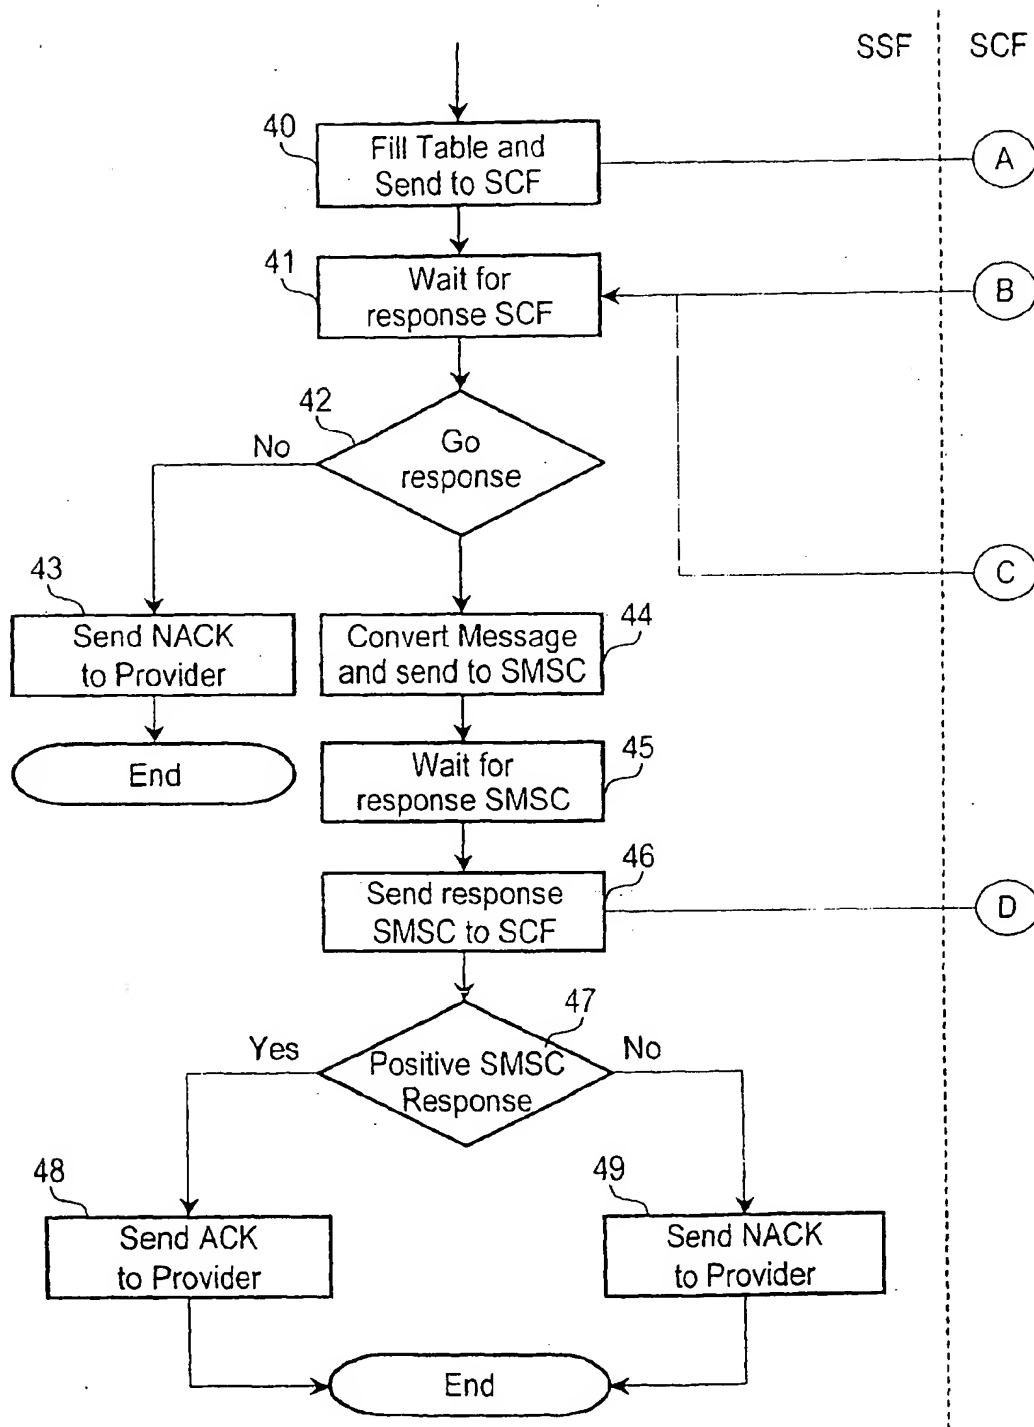 SSF SCF
40
Fill Table and
Send to SCF
A
41
Wait for
response SCF
B
42
No
Go
response
C
43
Send NACK
to Provider
44
Convert Message
and send to SMSC
End
45
Wait for
response SMSC
46
Send response
SMSC to SCF
D
47
Yes
Positive SMSC
Response
No
48
Send ACK
to Provider
49
Send NACK
to Provider
End